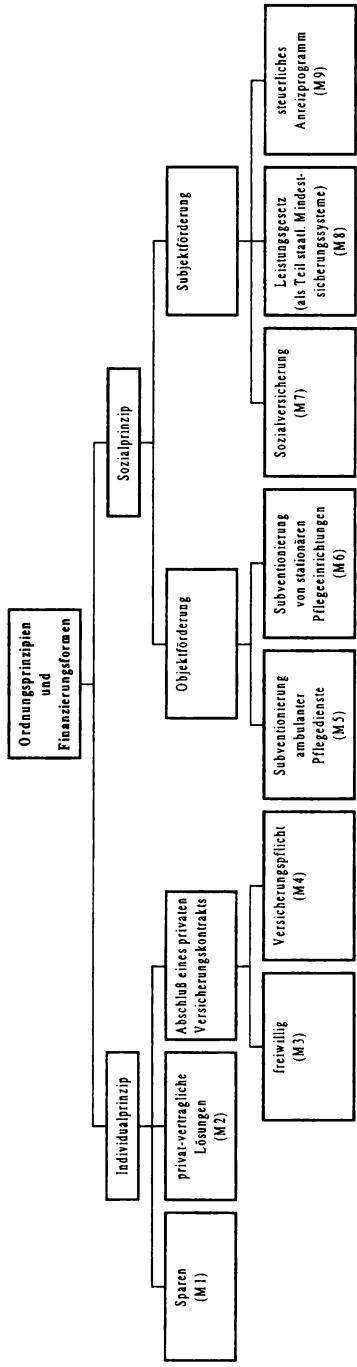 Ordnungsprinzipien
und
Finanzierungsformen
Individualprinzip
Sozialprinzip
Sparen
(M1)
privat-vertragliche
Lösungen
(M2)
Abschluß eines privaten
Versicherungskontrakts
Objektförderung
Subjektförderung
freiwillig
(M3)
Versicherungspflicht
(M4)
Subventionierung
ambulanter
Pflegedienste
(M5)
Subventionierung
von stationären
Pflegeeinrichtungen
(M6)
Sozialversicherung
(M7)
Leistungsgesetz
(als Teil staatl. Mindest-
sicherungssysteme)
(M8)
steuerliches
Anreizprogramm
(M9)